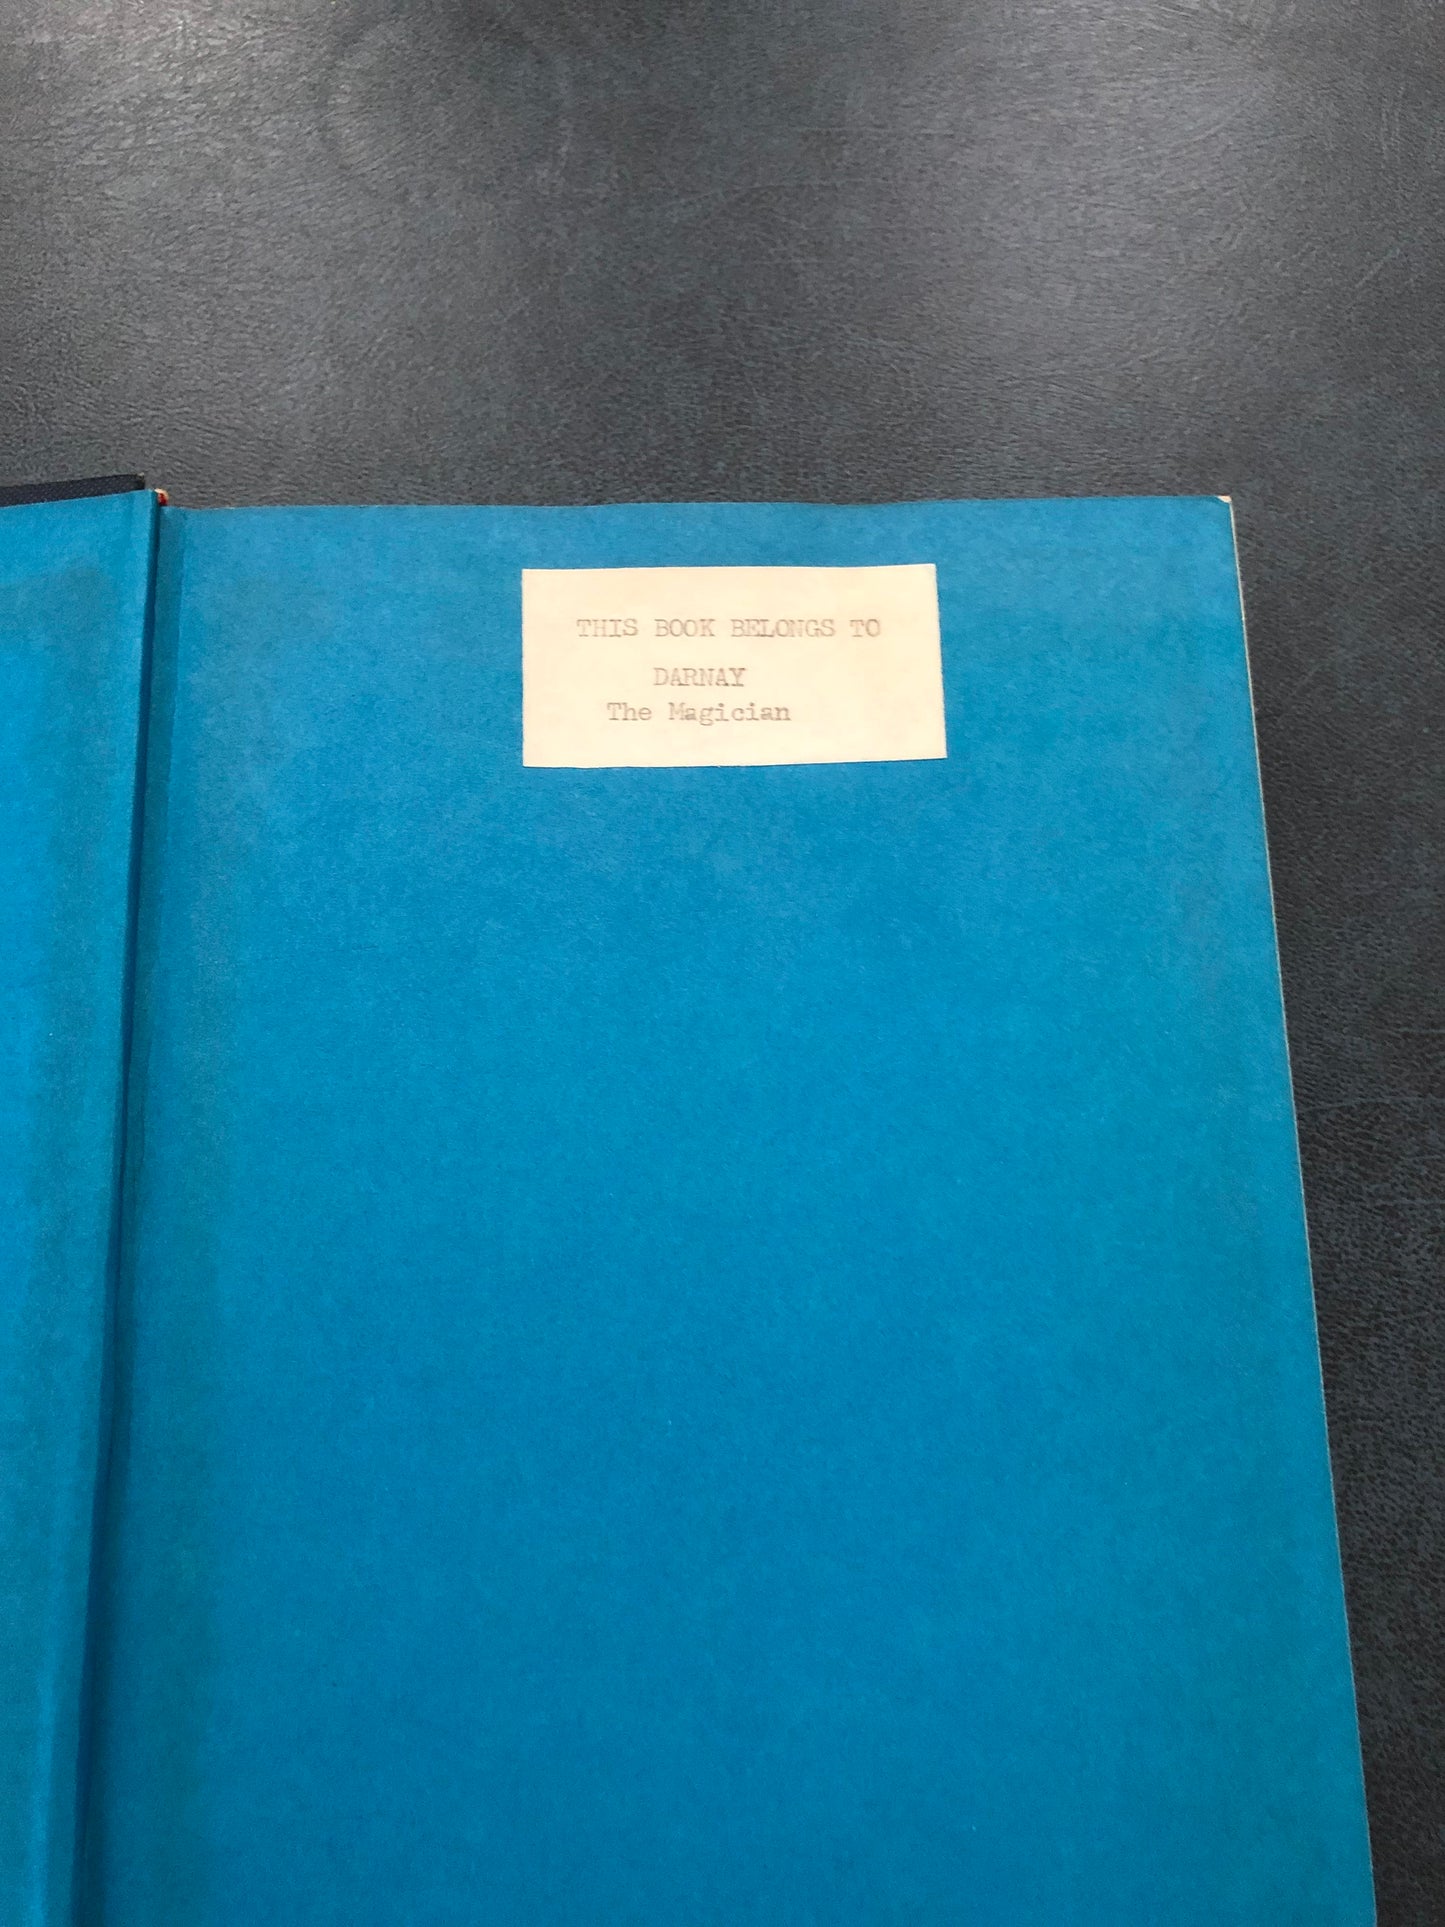 THIS BOOK BELONGS TO
DARNAY
The Magician